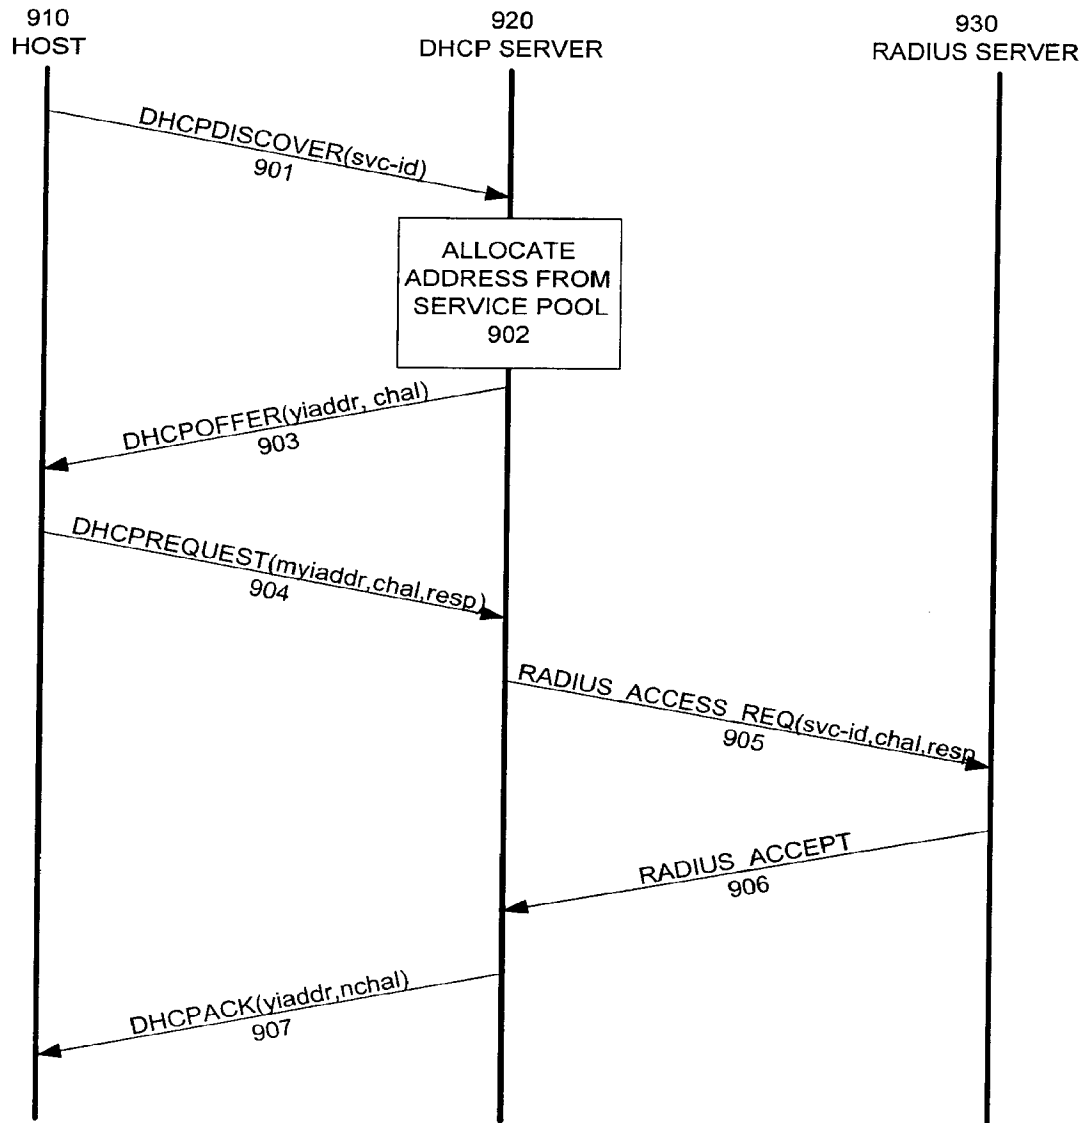 910
HOST
920
DHCP SERVER
930
RADIUS SERVER
DHCPDISCOVER(svc-id)
901
ALLOCATE
ADDRESS FROM
SERVICE POOL
902
DHCPOFFER(yiaddr, chal)
903
DHCPREQUEST(myiaddr,chal,resp)
904
RADIUS_ACCESS_REQ(svc-id,chal,resp
905
RADIUS_ACCEPT
906
DHCPACK(yiaddr,nchal)
907